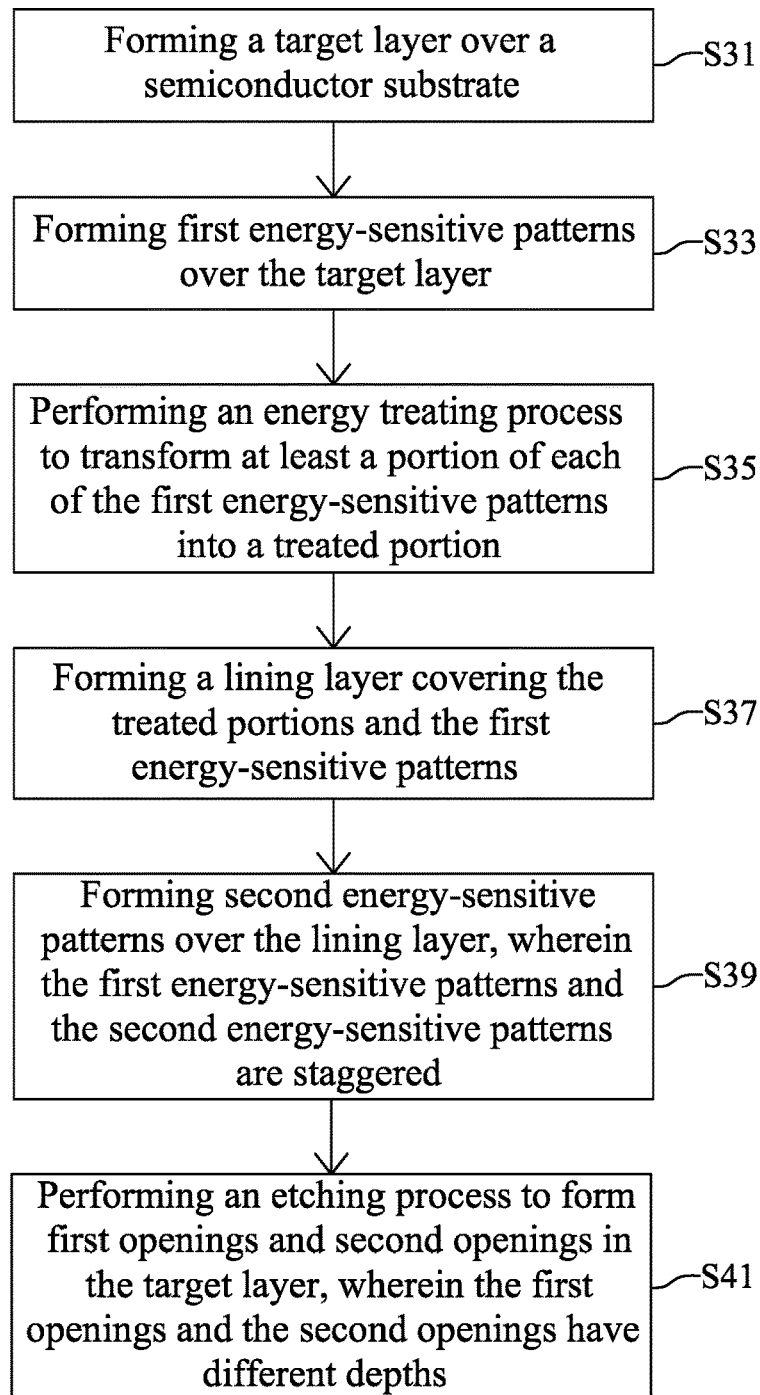 Forming a target layer over a
semiconductor substrate
S31
Forming first energy-sensitive patterns
over the target layer
S33
Performing an energy treating process
to transform at least a portion of each
of the first energy-sensitive patterns
into a treated portion
S35
Forming a lining layer covering the
treated portions and the first
energy-sensitive patterns
S37
Forming second energy-sensitive
patterns over the lining layer, wherein
the first energy-sensitive patterns and
the second energy-sensitive patterns
are staggered
S39
Performing an etching process to form
first openings and second openings in
the target layer, wherein the first
openings and the second openings have
different depths
S41